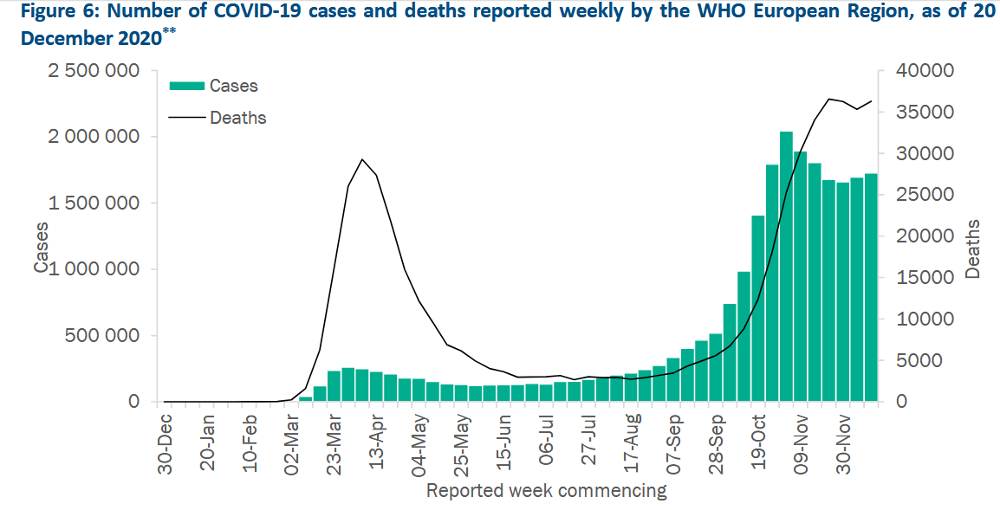 Figure 6: Number of COVID-19 cases and deaths reported weekly by the WHO European Region, as of 20
December 2020**
2 500 000
2 000 000
1 500 000
1 000 000
500 000
0
Cases
Cases
Deaths
40000
35000
30000
25000
20000
15000
10000
5000
0
Deaths
30-Dec
20-Jan
10-Feb
02-Mar
23-Mar
13-Apr
04-May
25-May
15-Jun
06-Jul
27-Jul
17-Aug
07-Sep
28-Sep
19-Oct
09-Nov
30-Nov
Reported week commencing